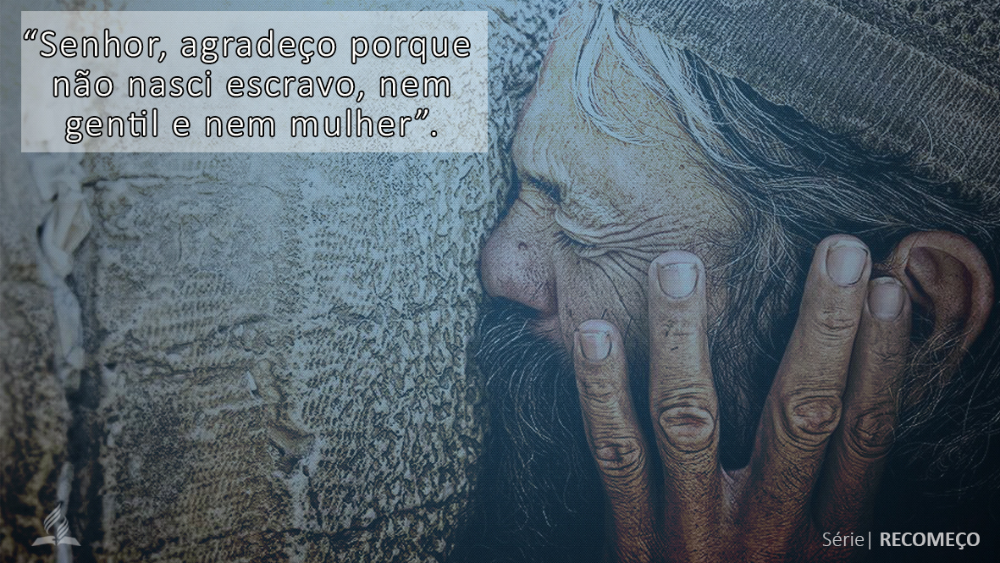 “Senhor, agradeço porque
não nasci escravo, nem
gentil e nem mulher”.
Série| RECOMEÇO